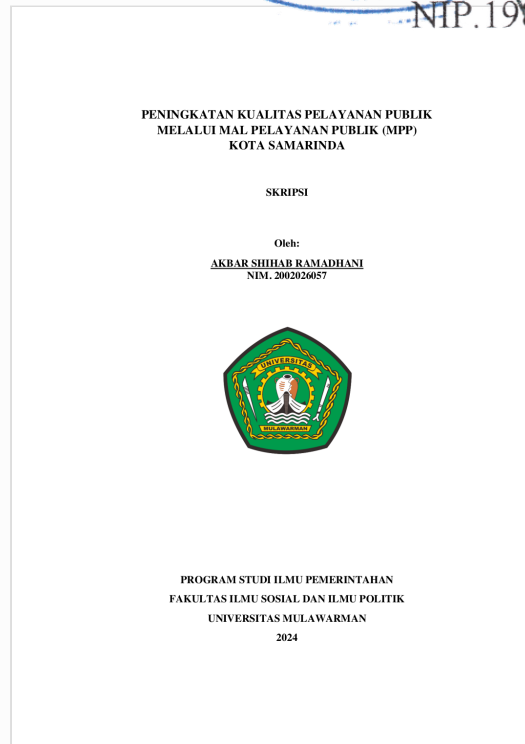 NIP.19
PENINGKATAN KUALITAS PELAYANAN PUBLIK
MELALUI MAL PELAYANAN PUBLIK (MPP)
KOTA SAMARINDA
SKRIPSI
Oleh:
AKBAR SHIHAB RAMADHANI
NIM. 2002026057
UNIVERSITAS
MULAWARMAN
PROGRAM STUDI ILMU PEMERINTAHAN
FAKULTAS ILMU SOSIAL DAN ILMU POLITIK
UNIVERSITAS MULAWARMAN
2024